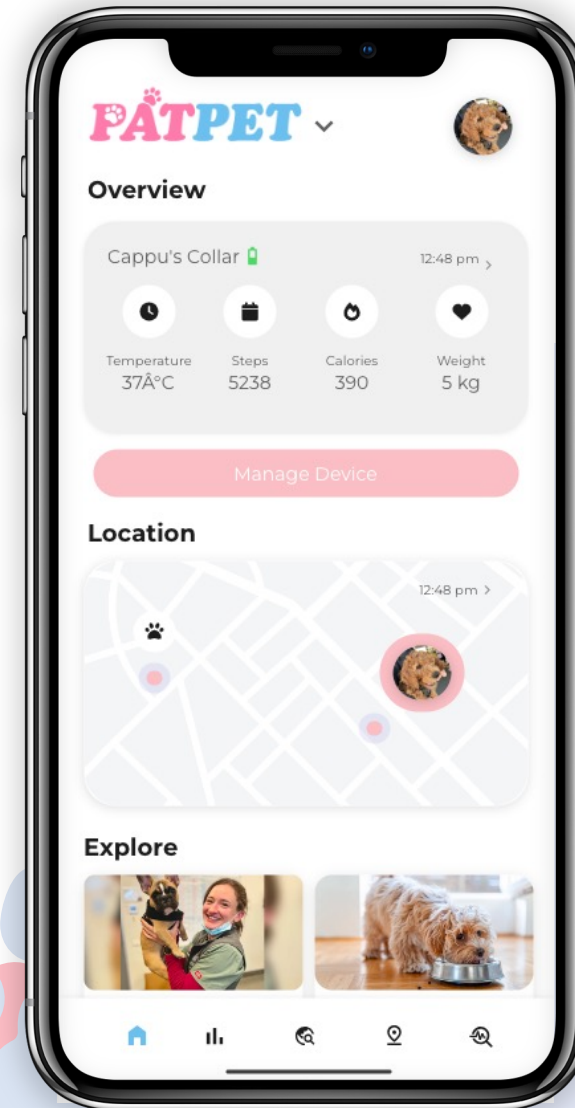 PATPET
Overview
Cappu's Collar
12:48 pm
Temperature Steps Calories Weight
37Â°C 5238 390 5 kg
Manage Device
Location
12:48 pm
Explore